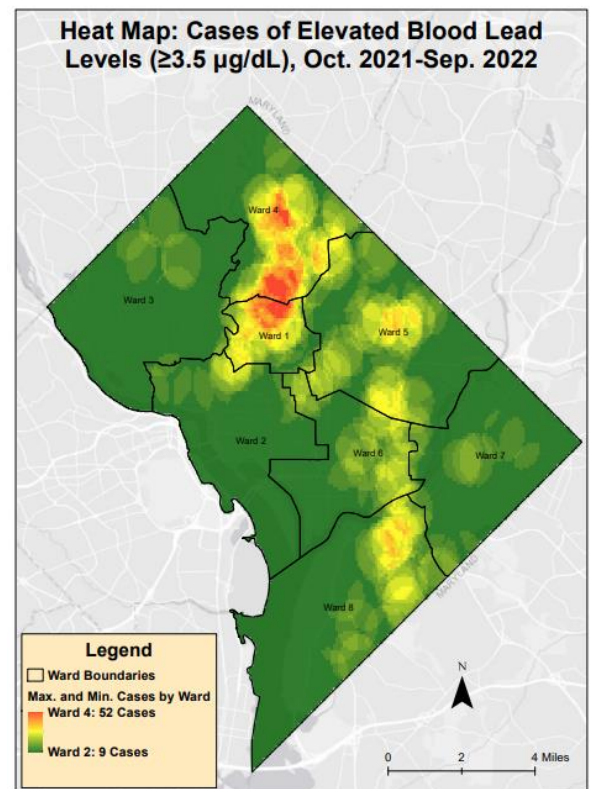 Heat Map: Cases of Elevated Blood Lead
Levels (≥3.5 µg/dL), Oct. 2021-Sep. 2022
MARYLAND
Ward 4
Ward 3
Ward 1
Ward 5
Ward 2
Ward 6
Ward 7
MARYLAND
Ward 8
Legend
Ward Boundaries
Max. and Min. Cases by Ward
Ward 4: 52 Cases
Ward 2: 9 Cases
N
0 2 4 Miles